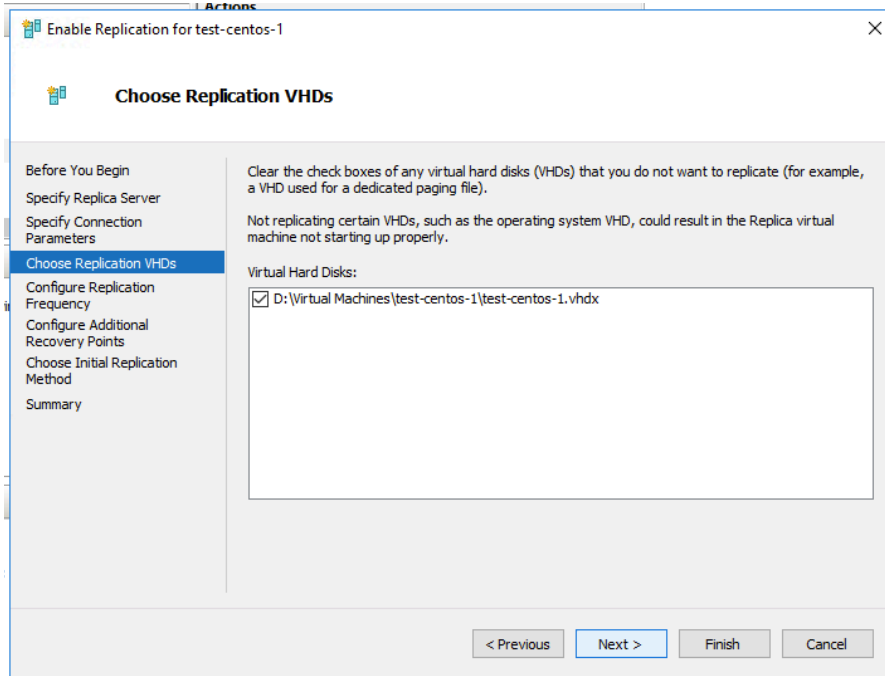 Actions
Enable Replication for test-centos-1
Choose Replication VHDs
Before You Begin
Specify Replica Server
Specify Connection
Parameters
Choose Replication VHDs
Configure Replication
Frequency
Configure Additional
Recovery Points
Choose Initial Replication
Method
Summary
Clear the check boxes of any virtual hard disks (VHDs) that you do not want to replicate (for example,
a VHD used for a dedicated paging file).
Not replicating certain VHDs, such as the operating system VHD, could result in the Replica virtual
machine not starting up properly.
Virtual Hard Disks:
D:\Virtual Machines\test-centos-1\test-centos-1.vhdx
< Previous
Next >
Finish
Cancel